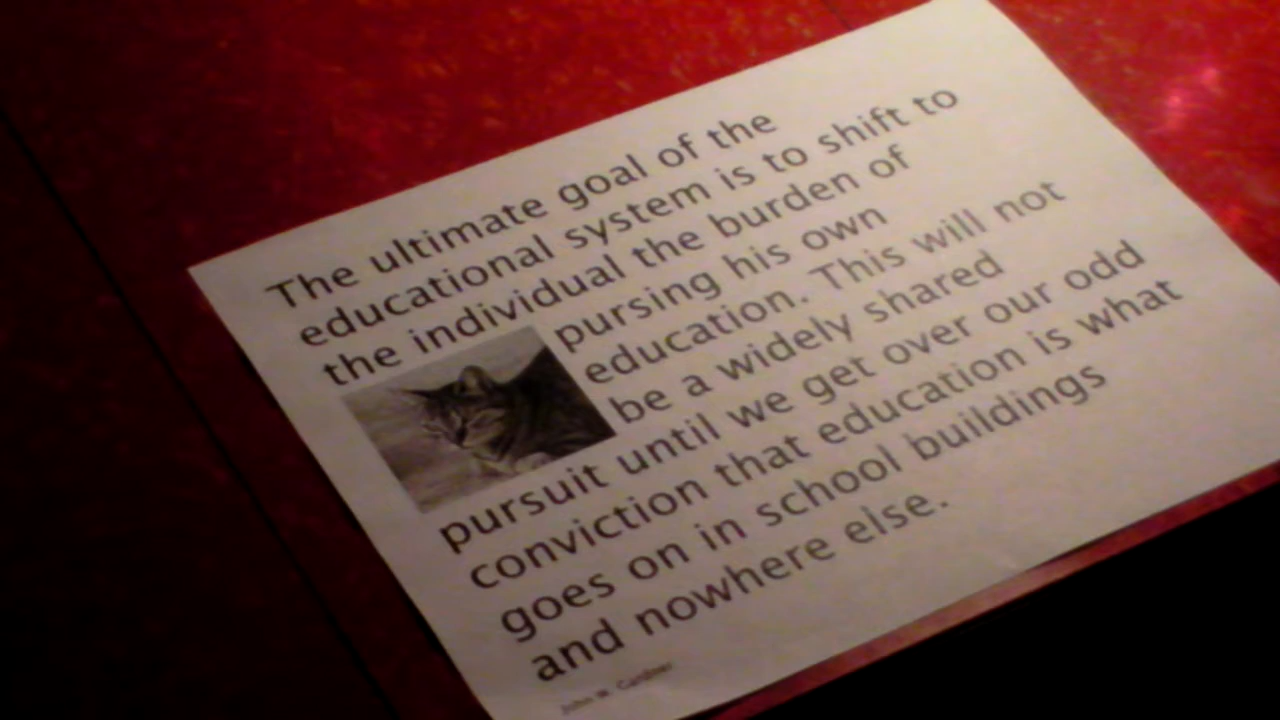 The ultimate goal of the
educational system is to shift to
the individual the burden of
pursing his own
education. This will not
be a widely shared
pursuit until we get over our odd
conviction that education is what
goes on in school buildings
and nowhere else.
John W. Gardner